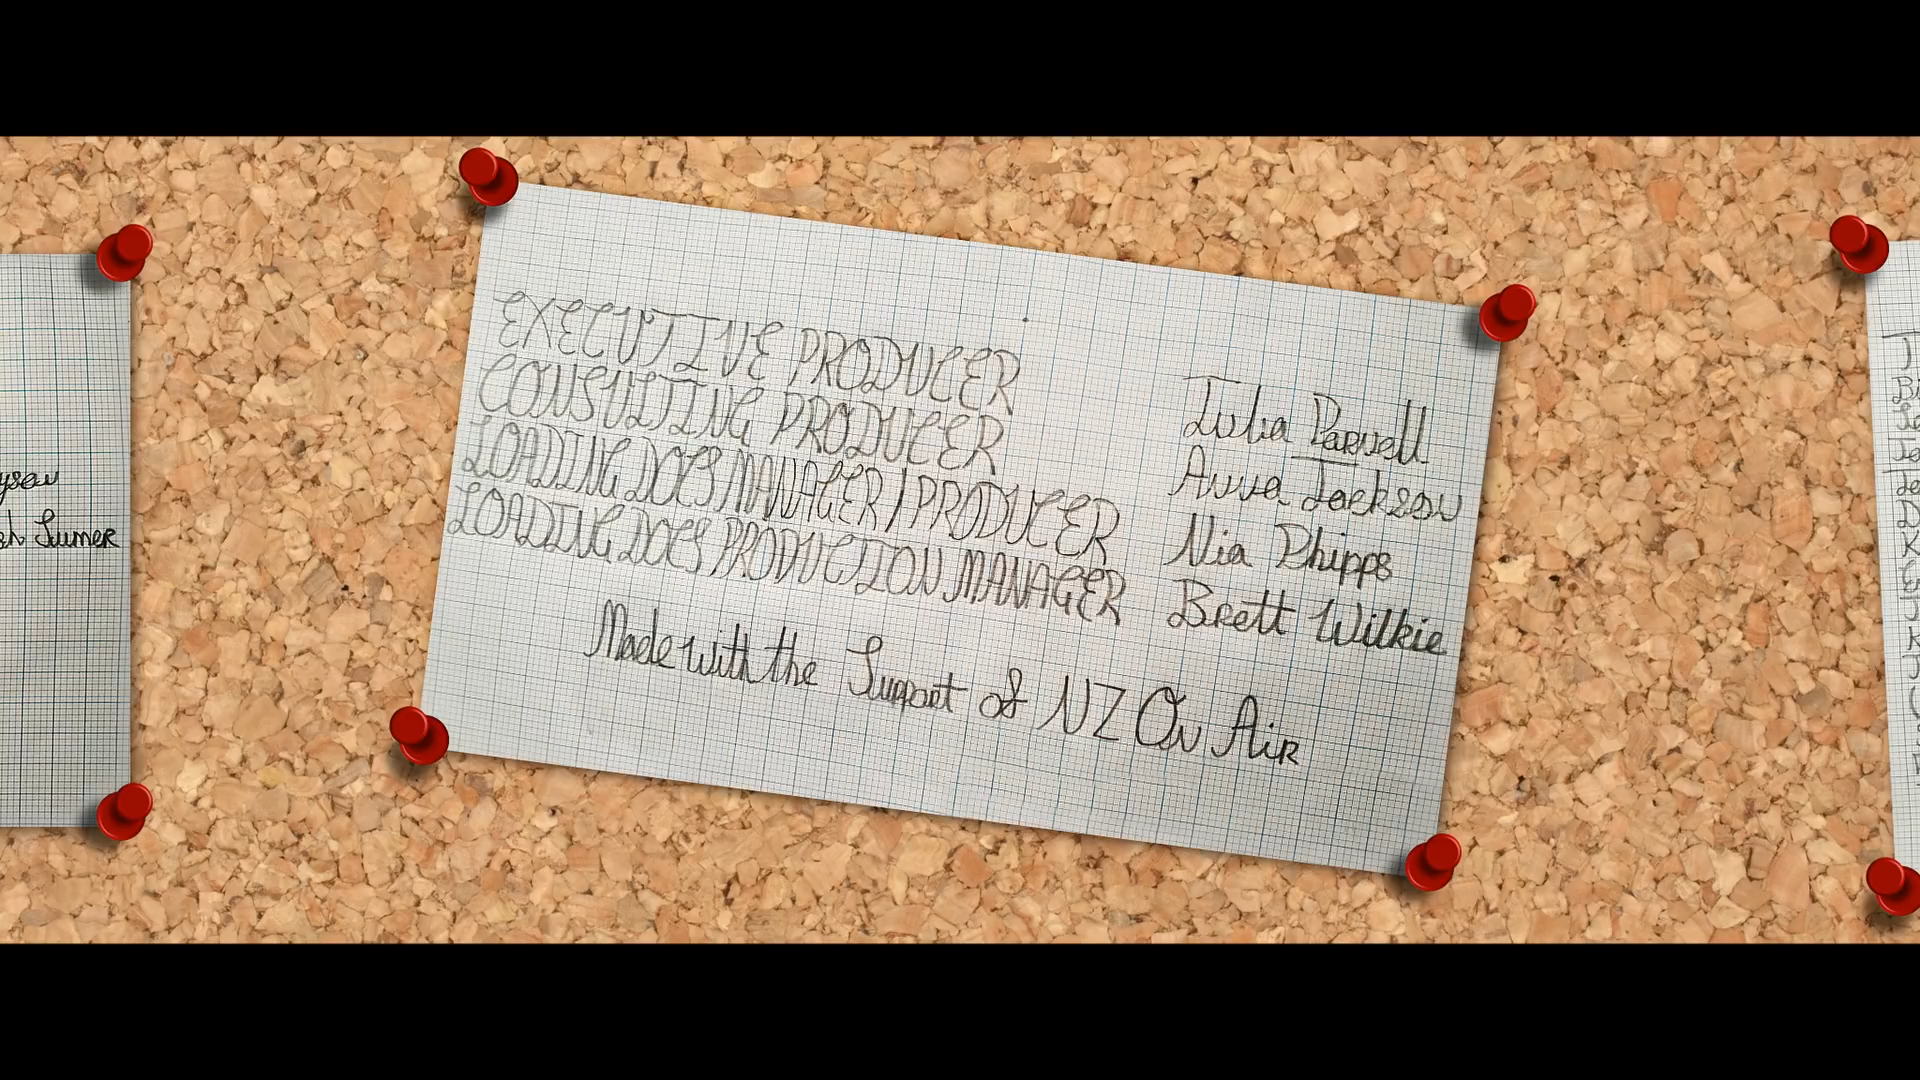 EXECUTIVE PRODUCER Julia Parnell
CONSULTING PRODUCER Anna Jackson
LOADING DOCS MANAGER / PRODUCER Nia Phipps
LOADING DOCS PRODUCTION MANAGER Brett Wilkie
Made with the Support of NZ On Air